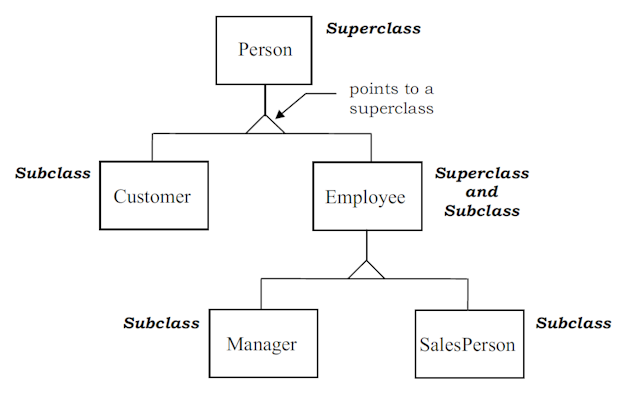 Superclass
Person
points to a
superclass
Subclass
Customer
Employee
Superclass
and
Subclass
Subclass
Manager
SalesPerson
Subclass